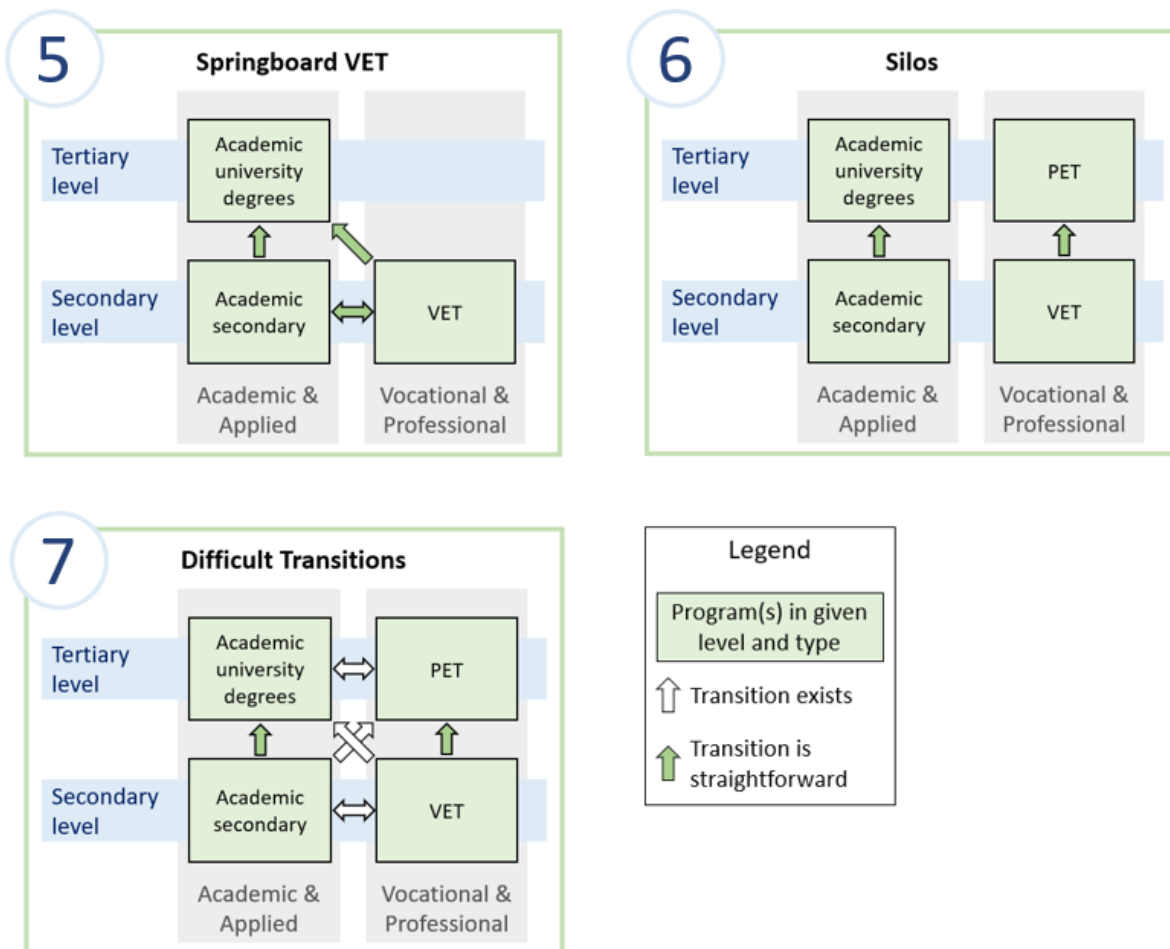 5
Springboard VET
Tertiary
level
Academic
university
degrees
Secondary
level
Academic
secondary
VET
Academic &
Applied
Vocational &
Professional
6
Silos
Tertiary
level
Academic
university
degrees
PET
Secondary
level
Academic
secondary
VET
Academic &
Applied
Vocational &
Professional
7
Difficult Transitions
Tertiary
level
Academic
university
degrees
PET
Secondary
level
Academic
secondary
VET
Academic &
Applied
Vocational &
Professional
Legend
Program(s) in given
level and type
Transition exists
Transition is
straightforward